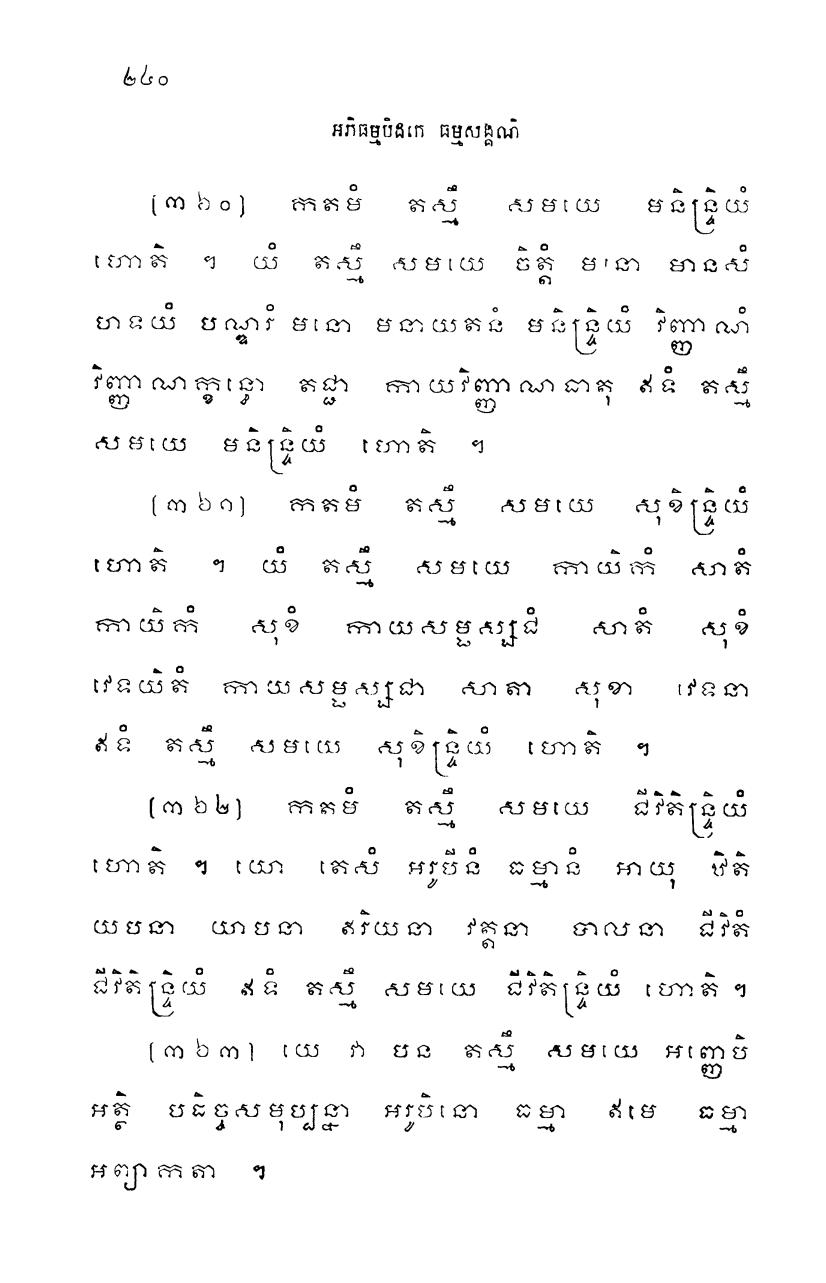 ២៤០
អភិធម្មបិដកេ ធម្មសង្គណិ
(៣៦០) កតមំ តស្មឹ សមយេ មនិន្ទ្រិយំ
ហោតិ ។ យំ តស្មឹ សមយេ ចិត្តំ មនោ មានសំ
ហទយំ បណ្ឌរំ មនោ មនាយតនំ មនិន្ទ្រិយំ វិញ្ញាណំ
វិញ្ញាណក្ខន្ធោ តជ្ជា កាយវិញ្ញាណធាតុ ឥទំ តស្មឹ
សមយេ មនិន្ទ្រិយំ ហោតិ ។
(៣៦១) កតមំ តស្មឹ សមយេ សុខិន្ទ្រិយំ
ហោតិ ។ យំ តស្មឹ សមយេ កាយិកំ សាតំ
កាយិកំ សុខំ កាយសម្ផស្សជំ សាតំ សុខំ
វេទយិតំ កាយសម្ផស្សជា សាតា សុខា វេទនា
ឥទំ តស្មឹ សមយេ សុខិន្ទ្រិយំ ហោតិ ។
(៣៦២) កតមំ តស្មឹ សមយេ ជីវិតិន្ទ្រិយំ
ហោតិ ។ យោ តេសំ អរូបីនំ ធម្មានំ អាយុ ឋិតិ
យបនា យាបនា ឥរិយនា វត្តនា បាលនា ជីវិតំ
ជីវិតិន្ទ្រិយំ ឥទំ តស្មឹ សមយេ ជីវិតិន្ទ្រិយំ ហោតិ ។
(៣៦៣) យេ វា បន តស្មឹ សមយេ អញ្ញេបិ
អត្ថិ បដិច្ចសមុប្បន្នា អរូបិនោ ធម្មា ឥមេ ធម្មា
អព្យាកតា ។